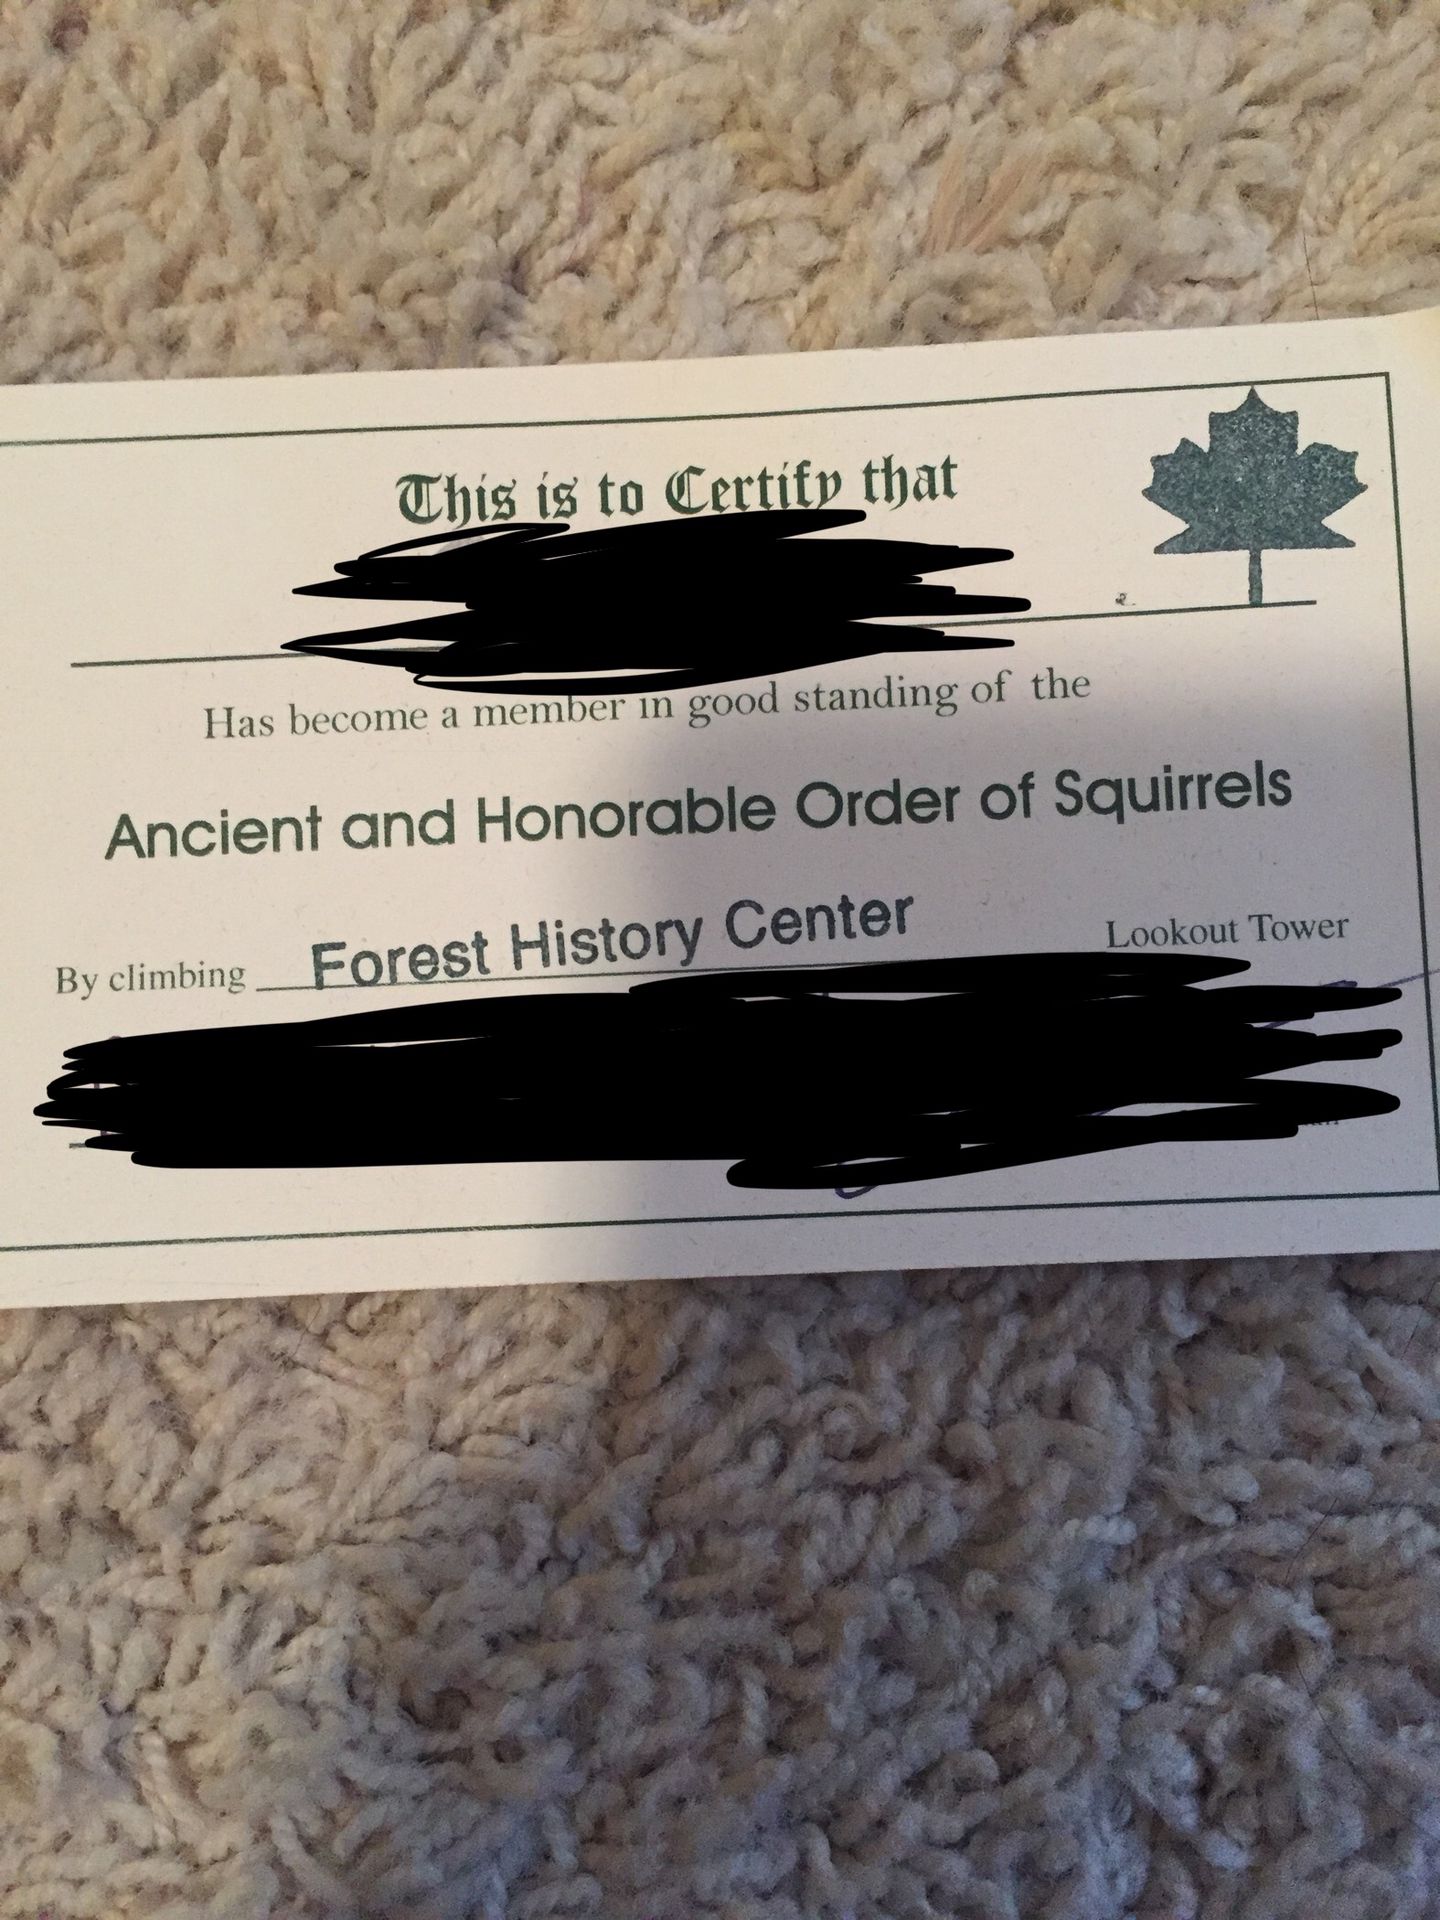 This is to Certify that
Has become a member in good standing of the
Ancient and Honorable Order of Squirrels
By climbing Forest History Center Lookout Tower